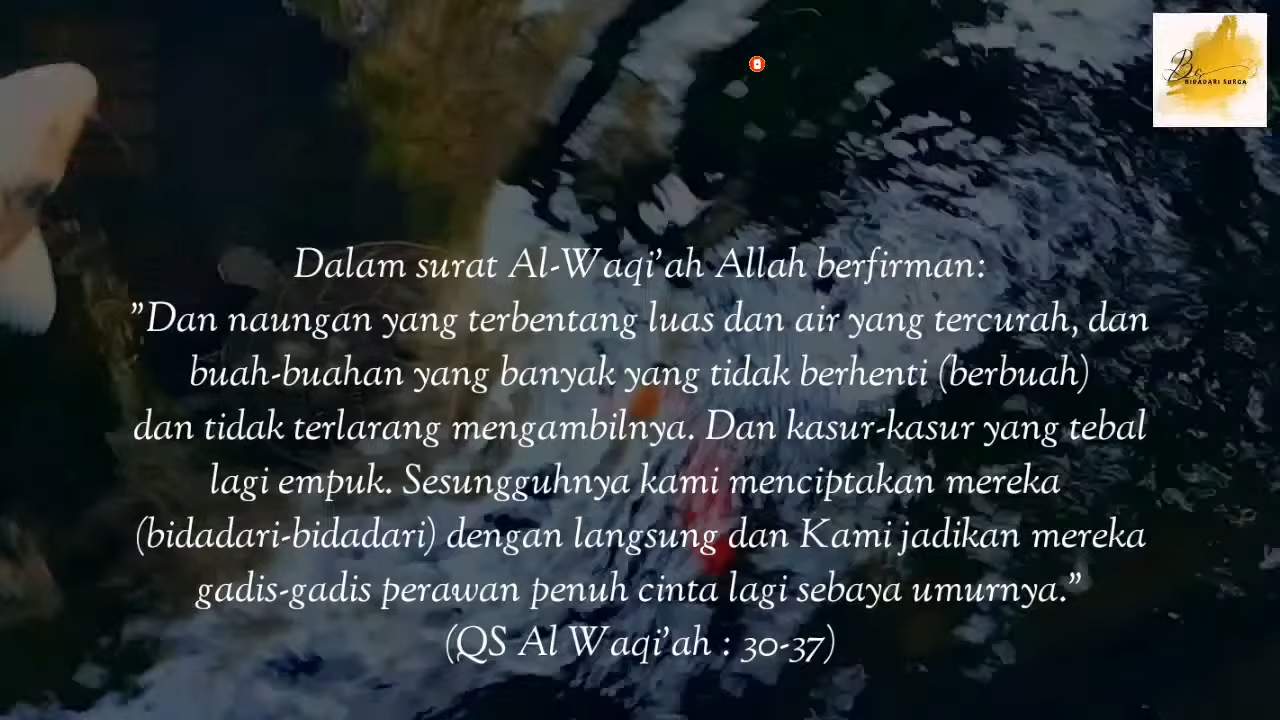 Bs
BIDADARI SURGA
Dalam surat Al-Waqi’ah Allah berfirman:
”Dan naungan yang terbentang luas dan air yang tercurah, dan
buah-buahan yang banyak yang tidak berhenti (berbuah)
dan tidak terlarang mengambilnya. Dan kasur-kasur yang tebal
lagi empuk. Sesungguhnya kami menciptakan mereka
(bidadari-bidadari) dengan langsung dan Kami jadikan mereka
gadis-gadis perawan penuh cinta lagi sebaya umurnya.”
(QS Al Waqi’ah : 30-37)